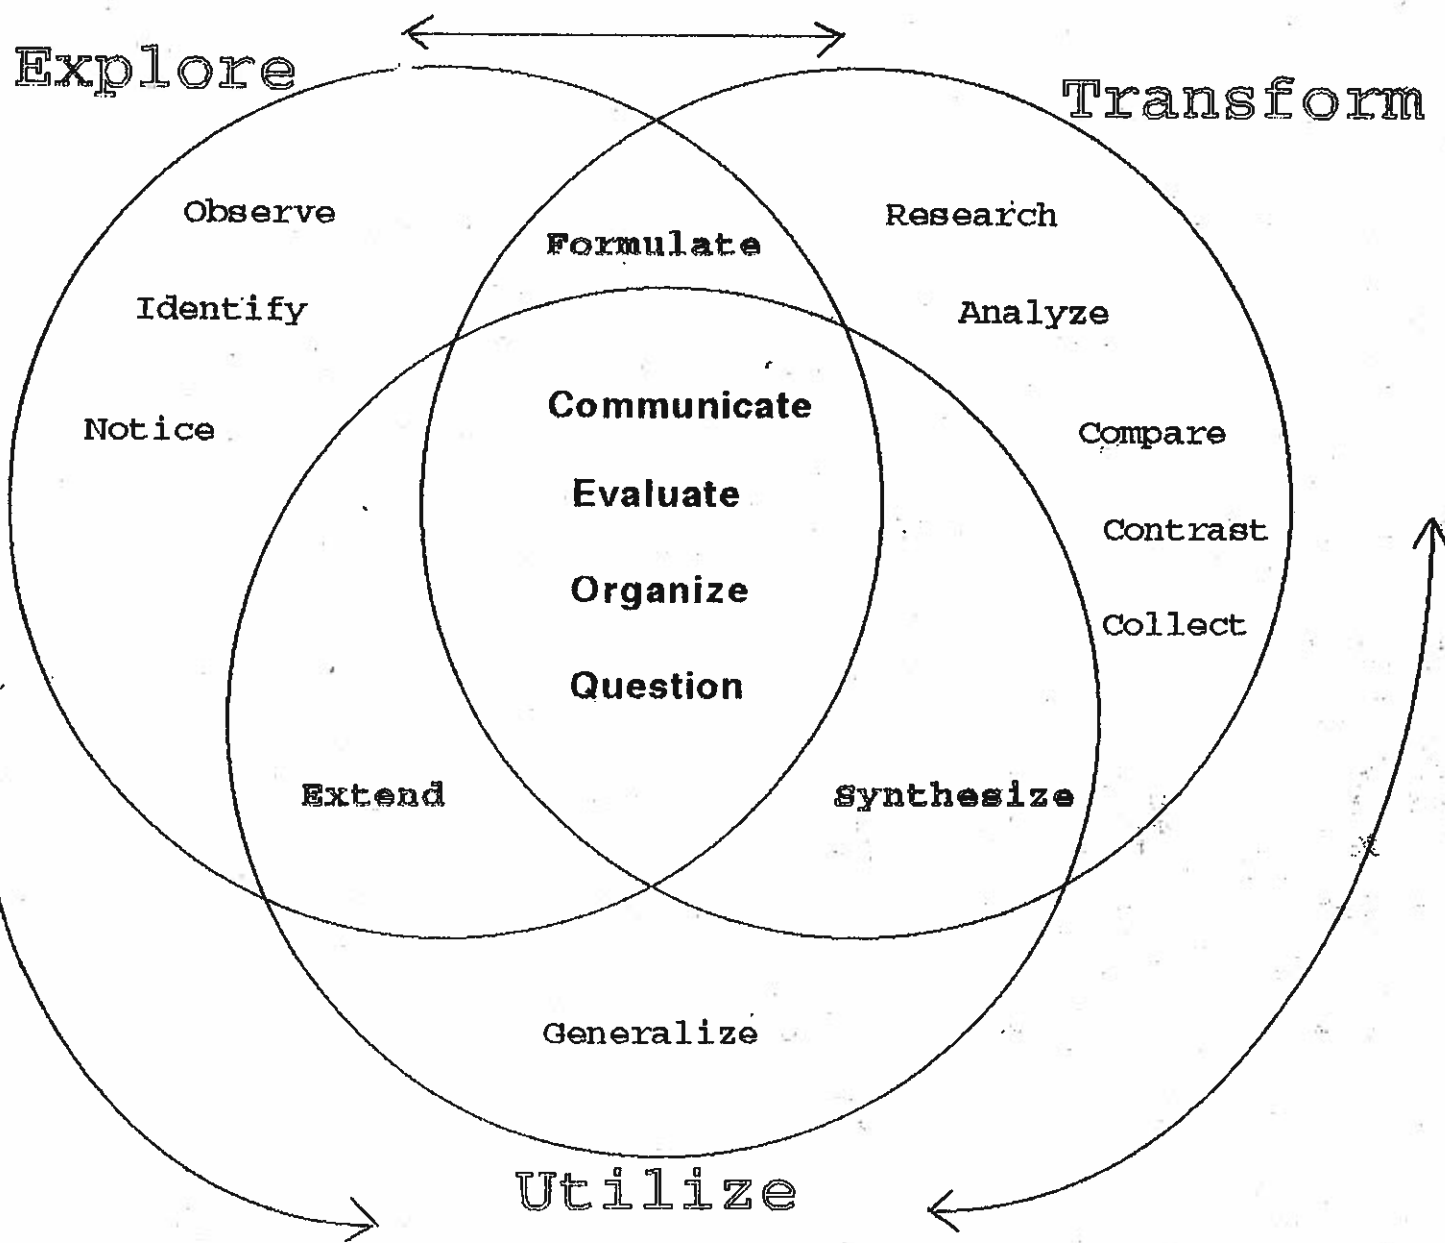 Explore
Transform
Observe
Research
Formulate
Identify
Analyze
Communicate
Notice
Compare
Evaluate
Contrast
Organize
Collect
Question
Extend
Synthesize
Generalize
Utilize